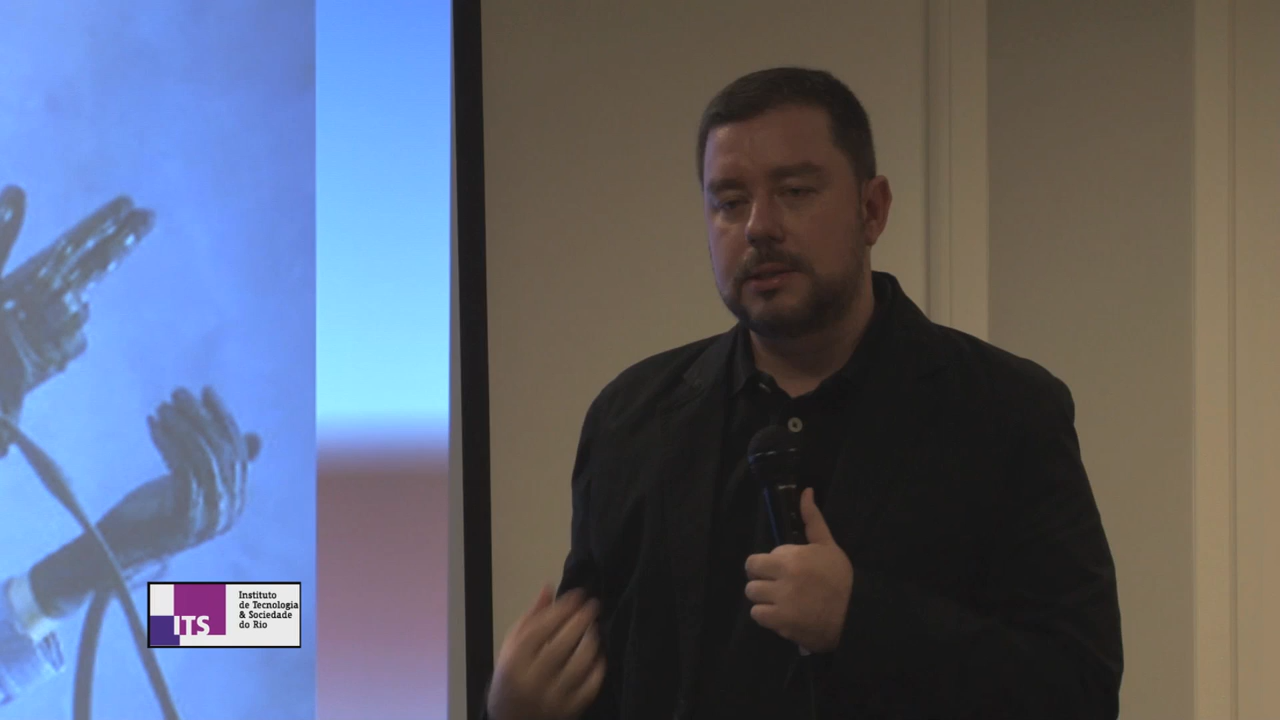 ITS
Instituto
de Tecnologia
& Sociedade
do Rio